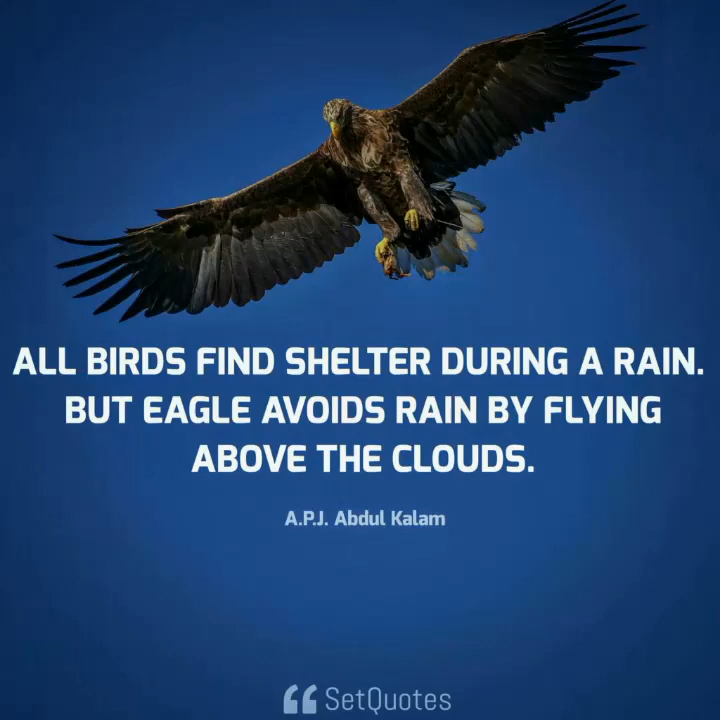 ALL BIRDS FIND SHELTER DURING A RAIN.
BUT EAGLE AVOIDS RAIN BY FLYING
ABOVE THE CLOUDS.
A.P.J. Abdul Kalam
SetQuotes